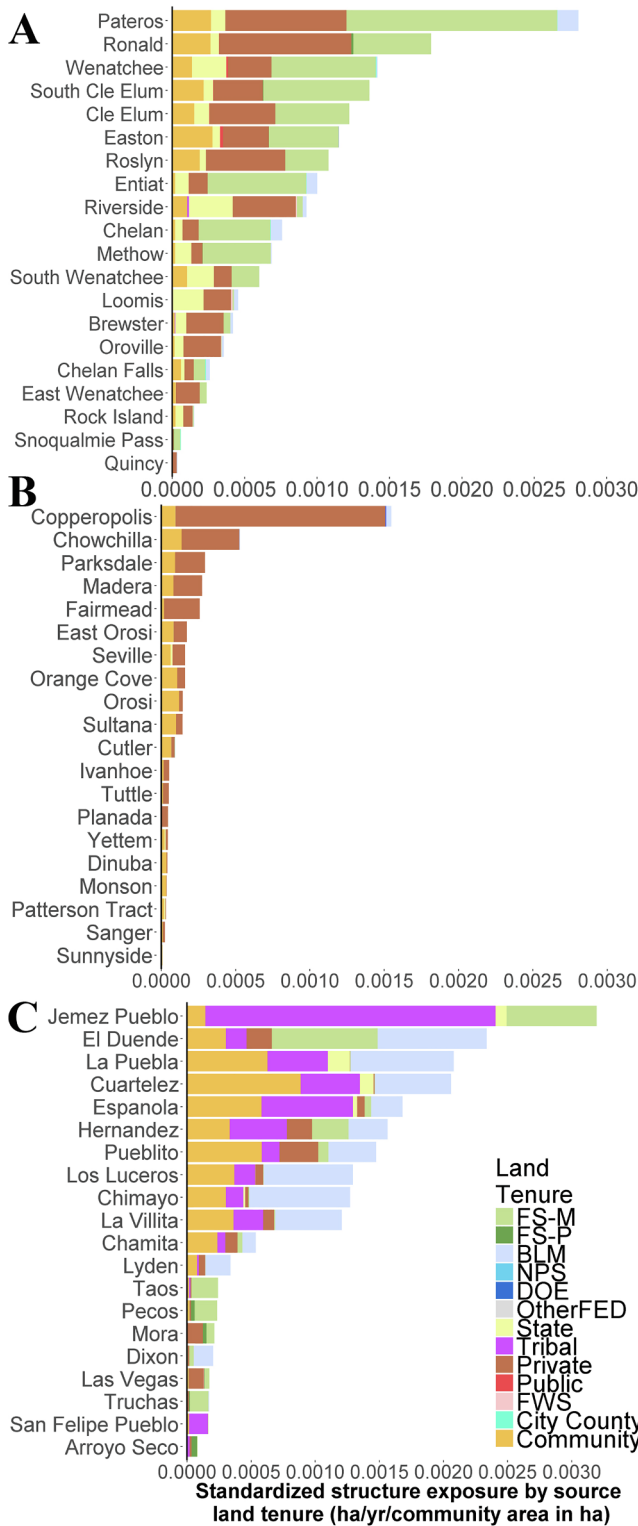 A
Pateros
Ronald
Wenatchee
South Cle Elum
Cle Elum
Easton
Roslyn
Entiat
Riverside
Chelan
Methow
South Wenatchee
Loomis
Brewster
Oroville
Chelan Falls
East Wenatchee
Rock Island
Snoqualmie Pass
Quincy
0.0000 0.0005 0.0010 0.0015 0.0020 0.0025 0.0030
B
Copperopolis
Chowchilla
Parksdale
Madera
Fairmead
East Orosi
Seville
Orange Cove
Orosi
Sultana
Cutler
Ivanhoe
Tuttle
Planada
Yettem
Dinuba
Monson
Patterson Tract
Sanger
Sunnyside
0.0000 0.0005 0.0010 0.0015 0.0020 0.0025 0.0030
C
Jemez Pueblo
El Duende
La Puebla
Cuartelez
Espanola
Hernandez
Pueblito
Los Luceros
Chimayo
La Villita
Chamita
Lyden
Taos
Pecos
Mora
Dixon
Las Vegas
Truchas
San Felipe Pueblo
Arroyo Seco
Land
Tenure
FS-M
FS-P
BLM
NPS
DOE
OtherFED
State
Tribal
Private
Public
FWS
City County
Community
0.0000 0.0005 0.0010 0.0015 0.0020 0.0025 0.0030
Standardized structure exposure by source
land tenure (ha/yr/community area in ha)